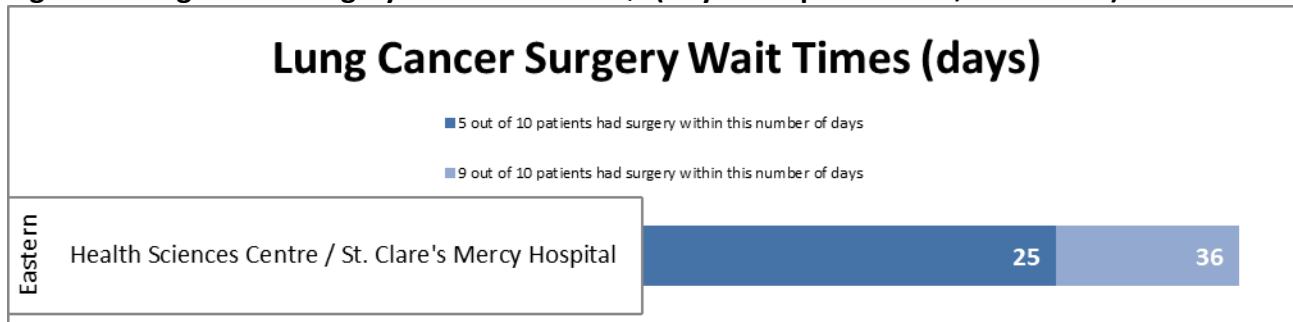 Lung Cancer Surgery Wait Times (days)
5 out of 10 patients had surgery within this number of days
9 out of 10 patients had surgery within this number of days
Eastern
Health Sciences Centre / St. Clare's Mercy Hospital
25
36